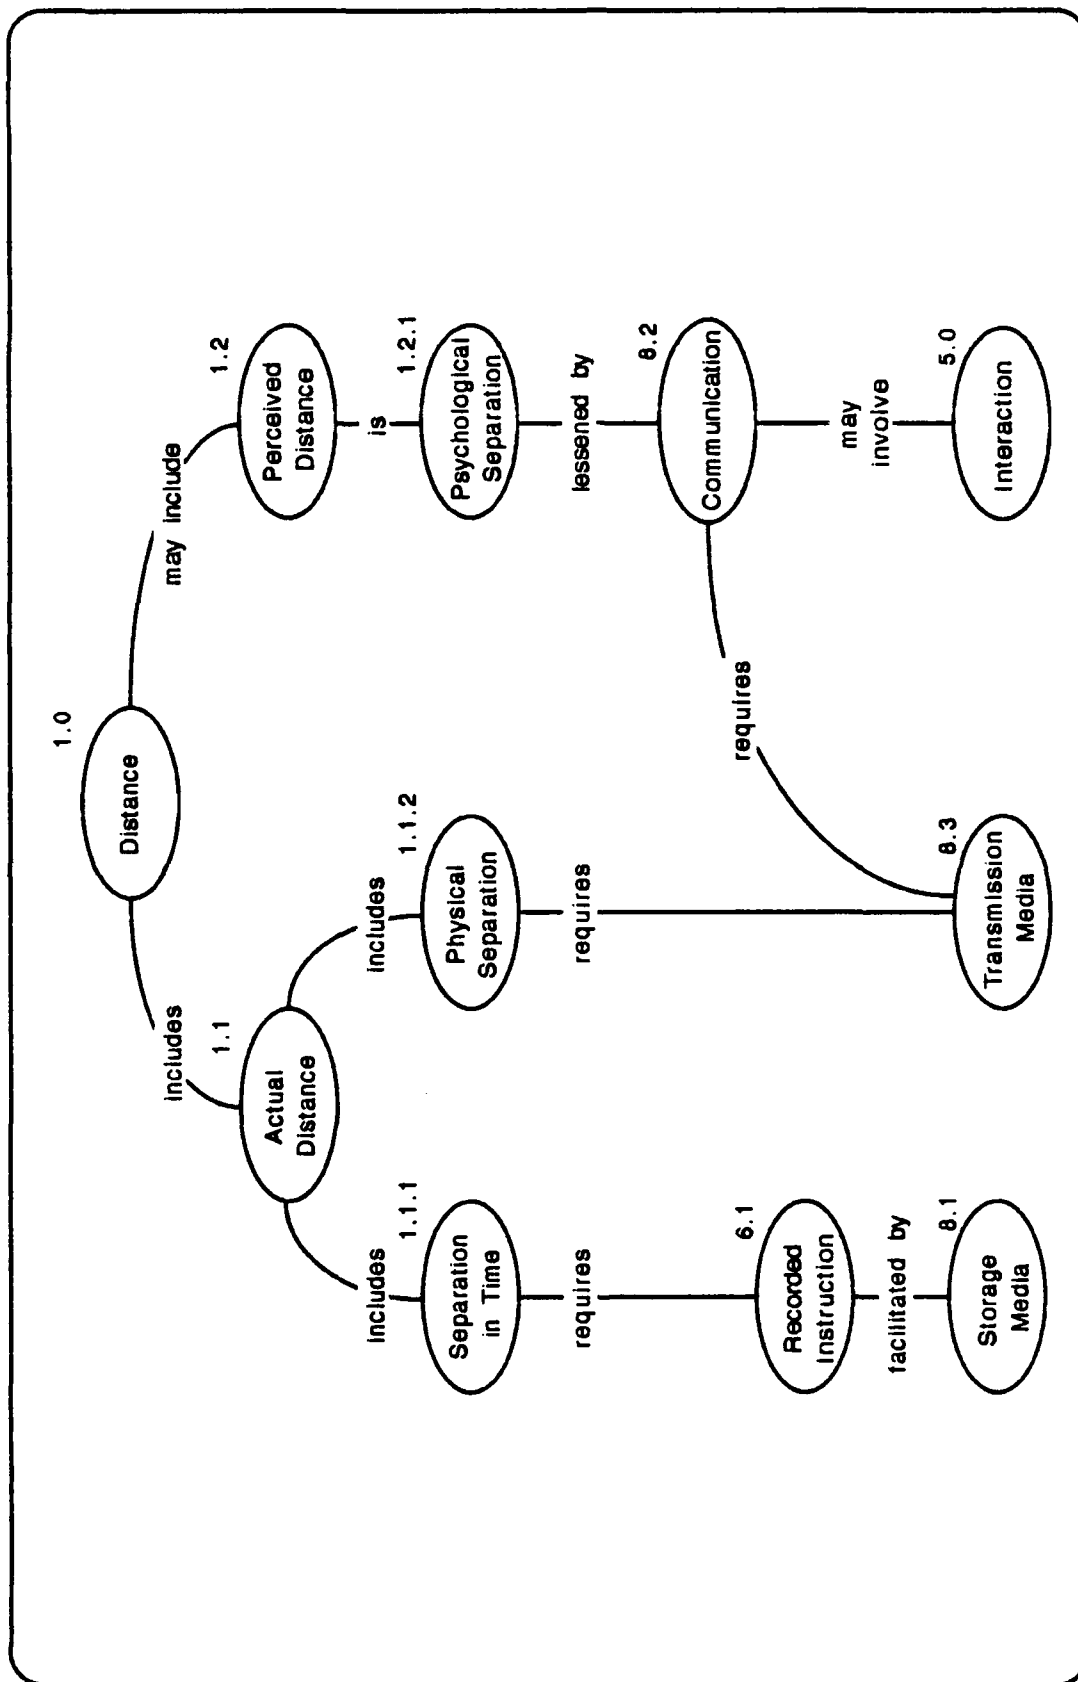 1.0
Distance
includes
may include
1.1
Actual
Distance
1.2
Perceived
Distance
includes
includes
is
1.1.1
Separation
in Time
1.1.2
Physical
Separation
1.2.1
Psychological
Separation
requires
requires
lessened by
8.2
Communication
requires
6.1
Recorded
Instruction
may
involve
facilitated by
8.1
Storage
Media
8.3
Transmission
Media
5.0
Interaction